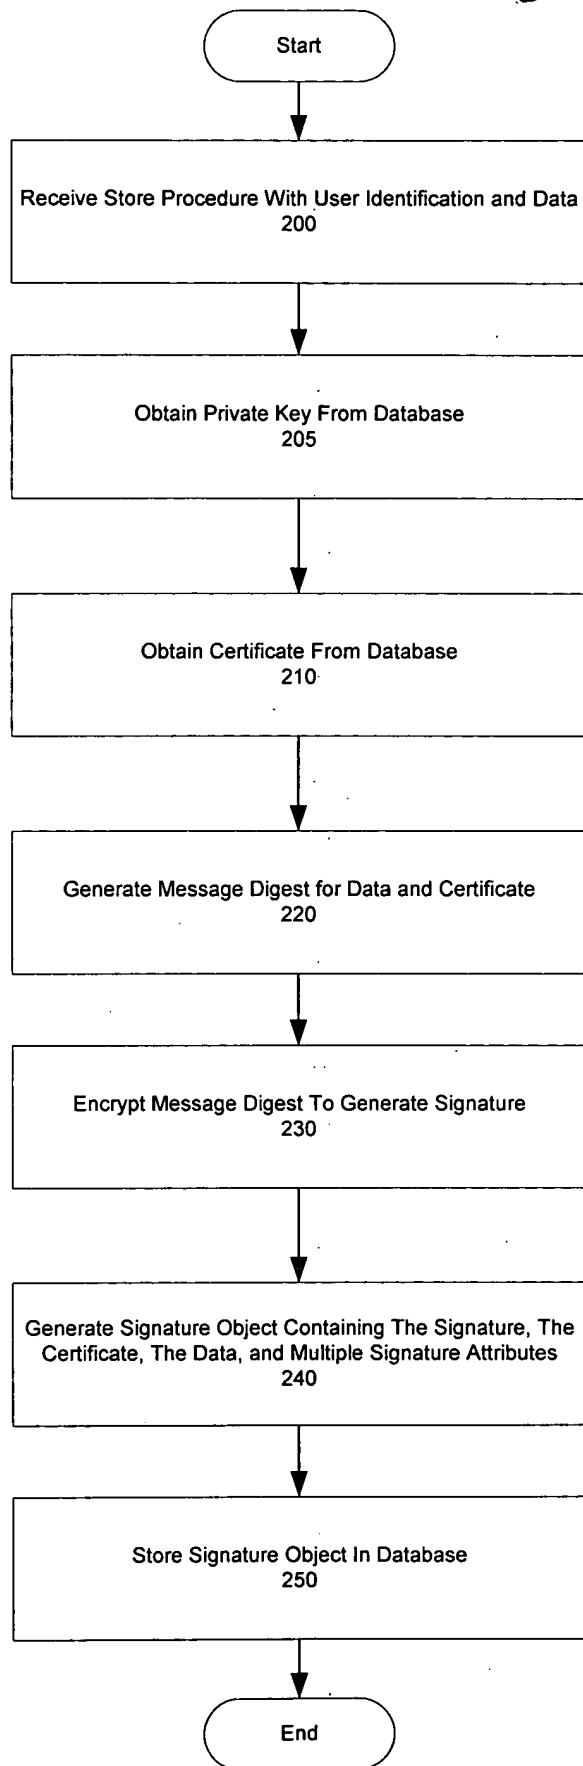 Start
Receive Store Procedure With User Identification and Data
200
Obtain Private Key From Database
205
Obtain Certificate From Database
210
Generate Message Digest for Data and Certificate
220
Encrypt Message Digest To Generate Signature
230
Generate Signature Object Containing The Signature, The
Certificate, The Data, and Multiple Signature Attributes
240
Store Signature Object In Database
250
End